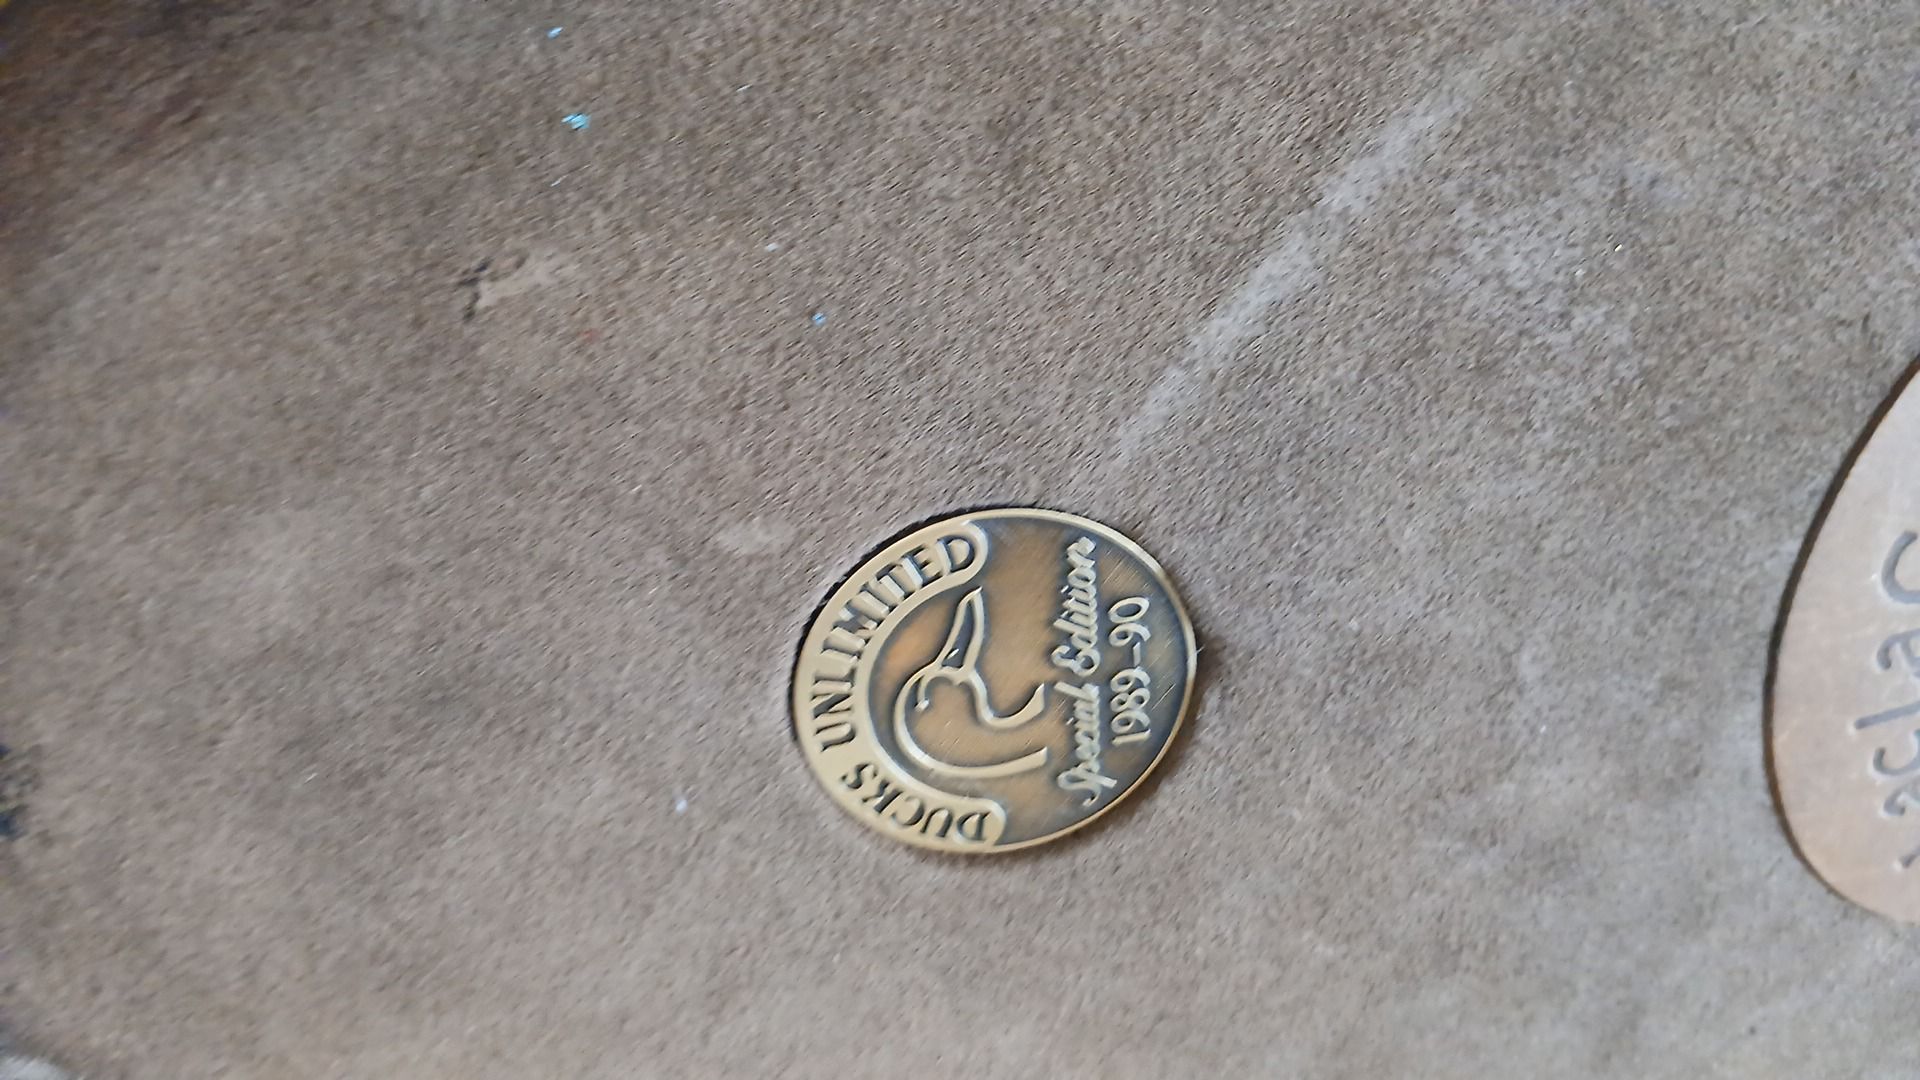 DUCKS UNLIMITED
Special Edition
1989-90